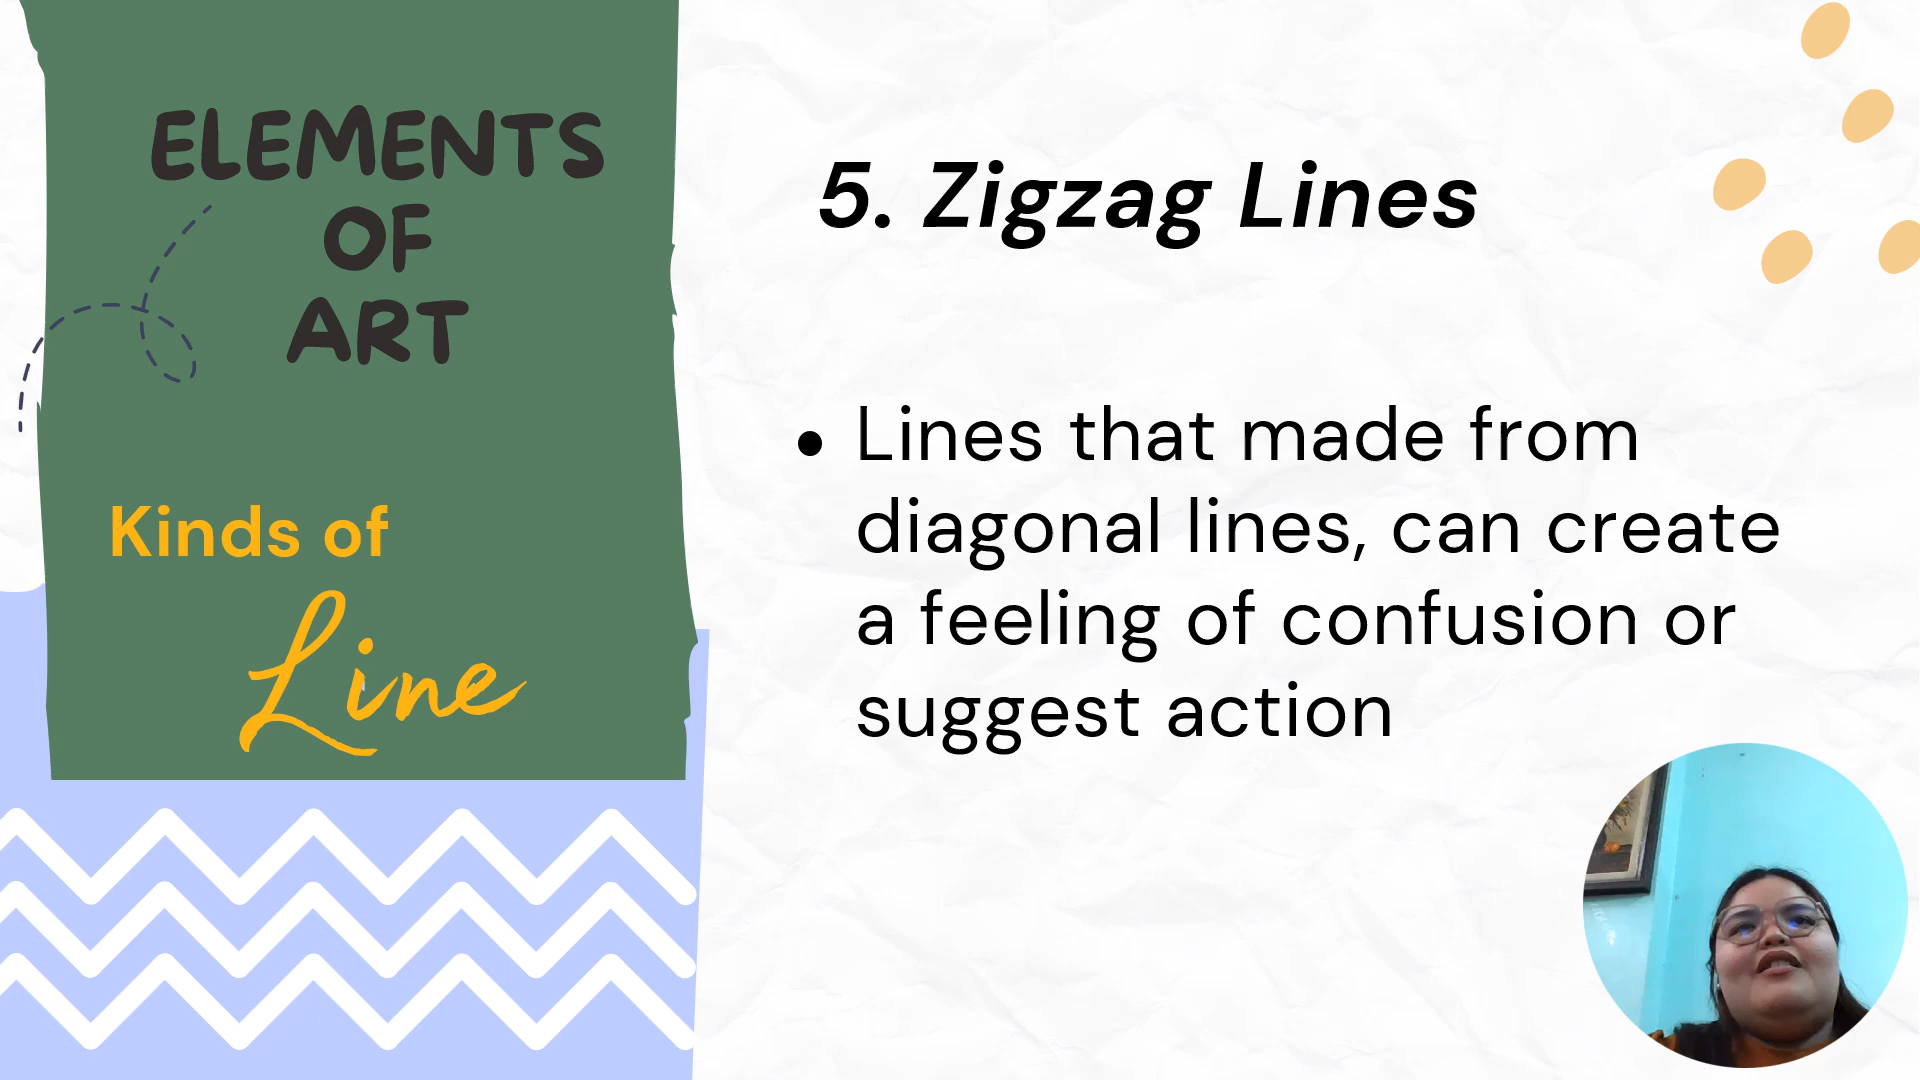 ELEMENTS
OF
ART
Kinds of
Line
5. Zigzag Lines
• Lines that made from
diagonal lines, can create
a feeling of confusion or
suggest action